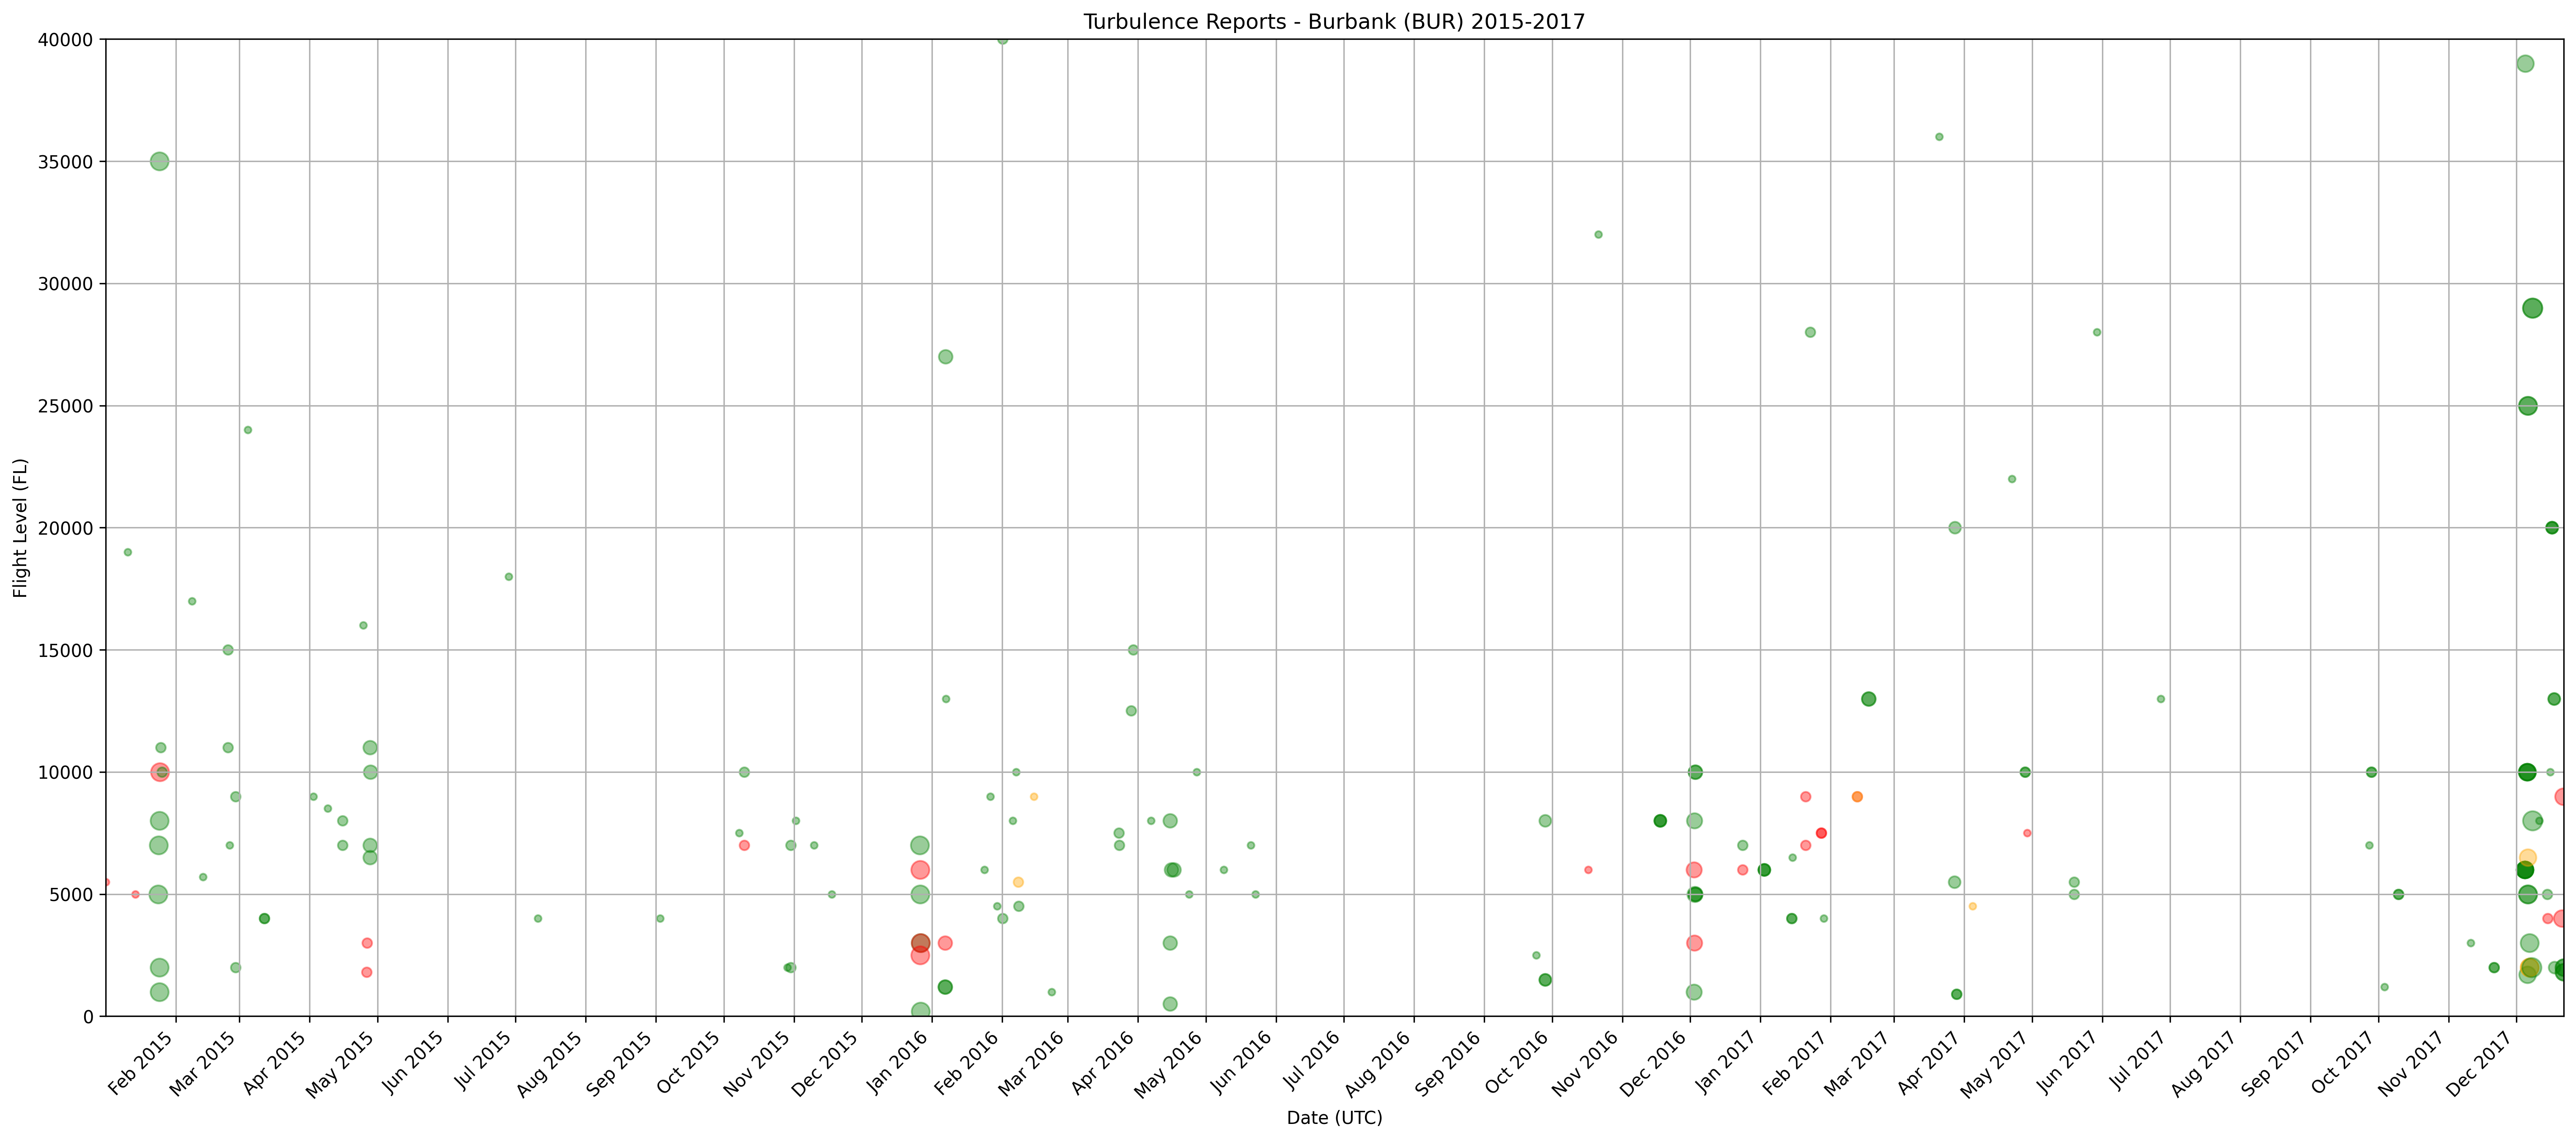 Turbulence Reports - Burbank (BUR) 2015-2017
40000
35000
30000
25000
20000
15000
10000
5000
0
Flight Level (FL)
Feb 2015
Mar 2015
Apr 2015
May 2015
Jun 2015
Jul 2015
Aug 2015
Sep 2015
Oct 2015
Nov 2015
Dec 2015
Jan 2016
Feb 2016
Mar 2016
Apr 2016
May 2016
Jun 2016
Jul 2016
Aug 2016
Sep 2016
Oct 2016
Nov 2016
Dec 2016
Jan 2017
Feb 2017
Mar 2017
Apr 2017
May 2017
Jun 2017
Jul 2017
Aug 2017
Sep 2017
Oct 2017
Nov 2017
Dec 2017
Date (UTC)